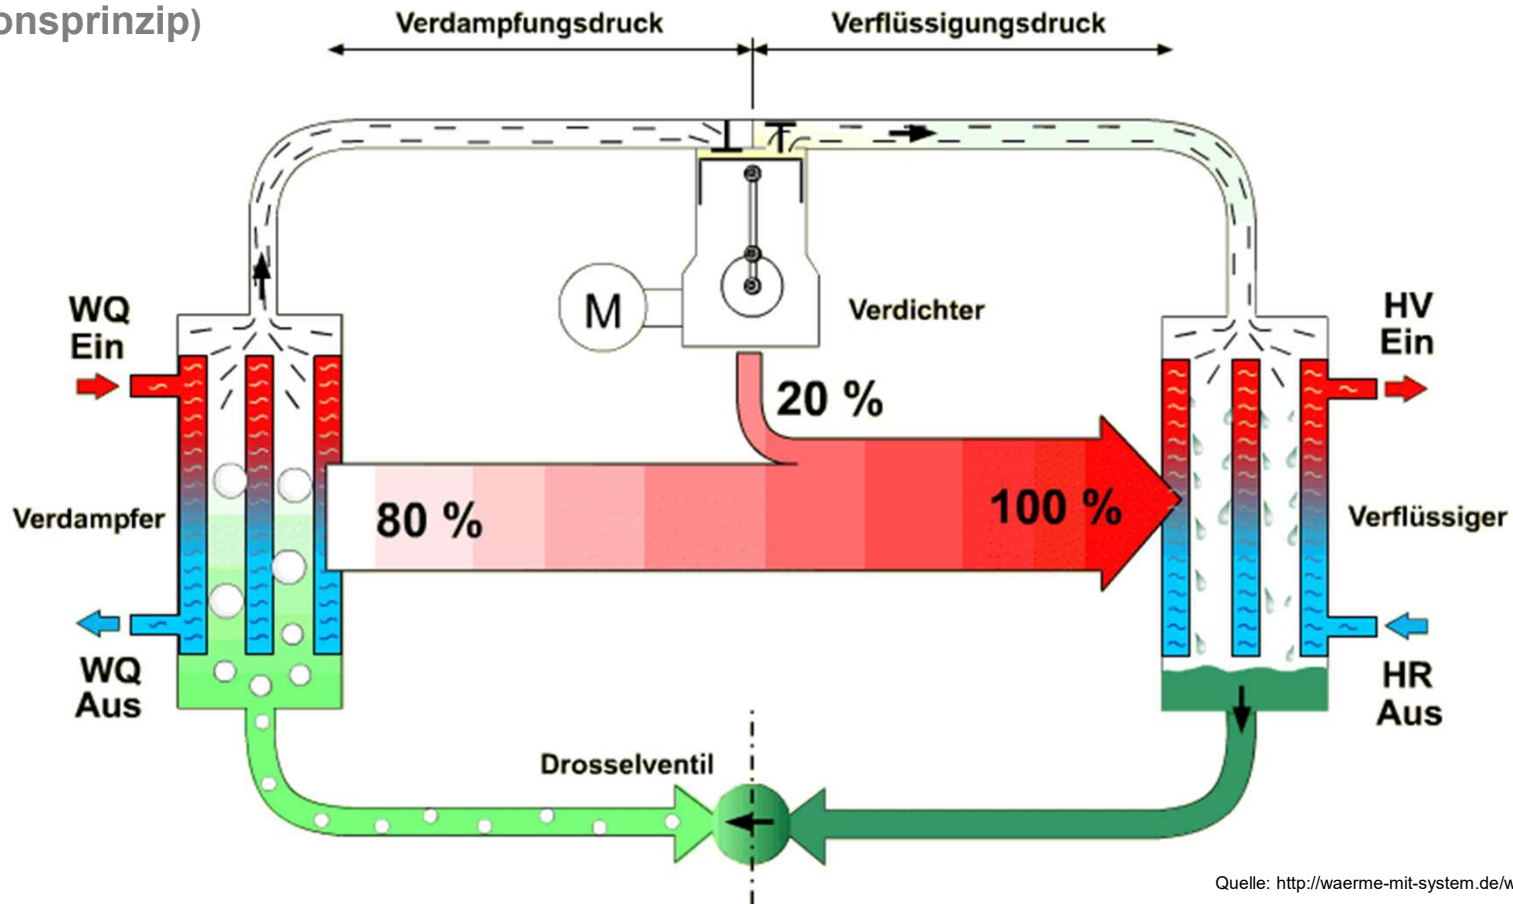 onsprinzip)
Verdampfungsdruck
Verflüssigungsdruck
M
Verdichter
WQ
Ein
HV
Ein
20 %
80 %
100 %
Verdampfer
Verflüssiger
WQ
Aus
HR
Aus
Drosselventil
Quelle: http://waerme-mit-system.de/w